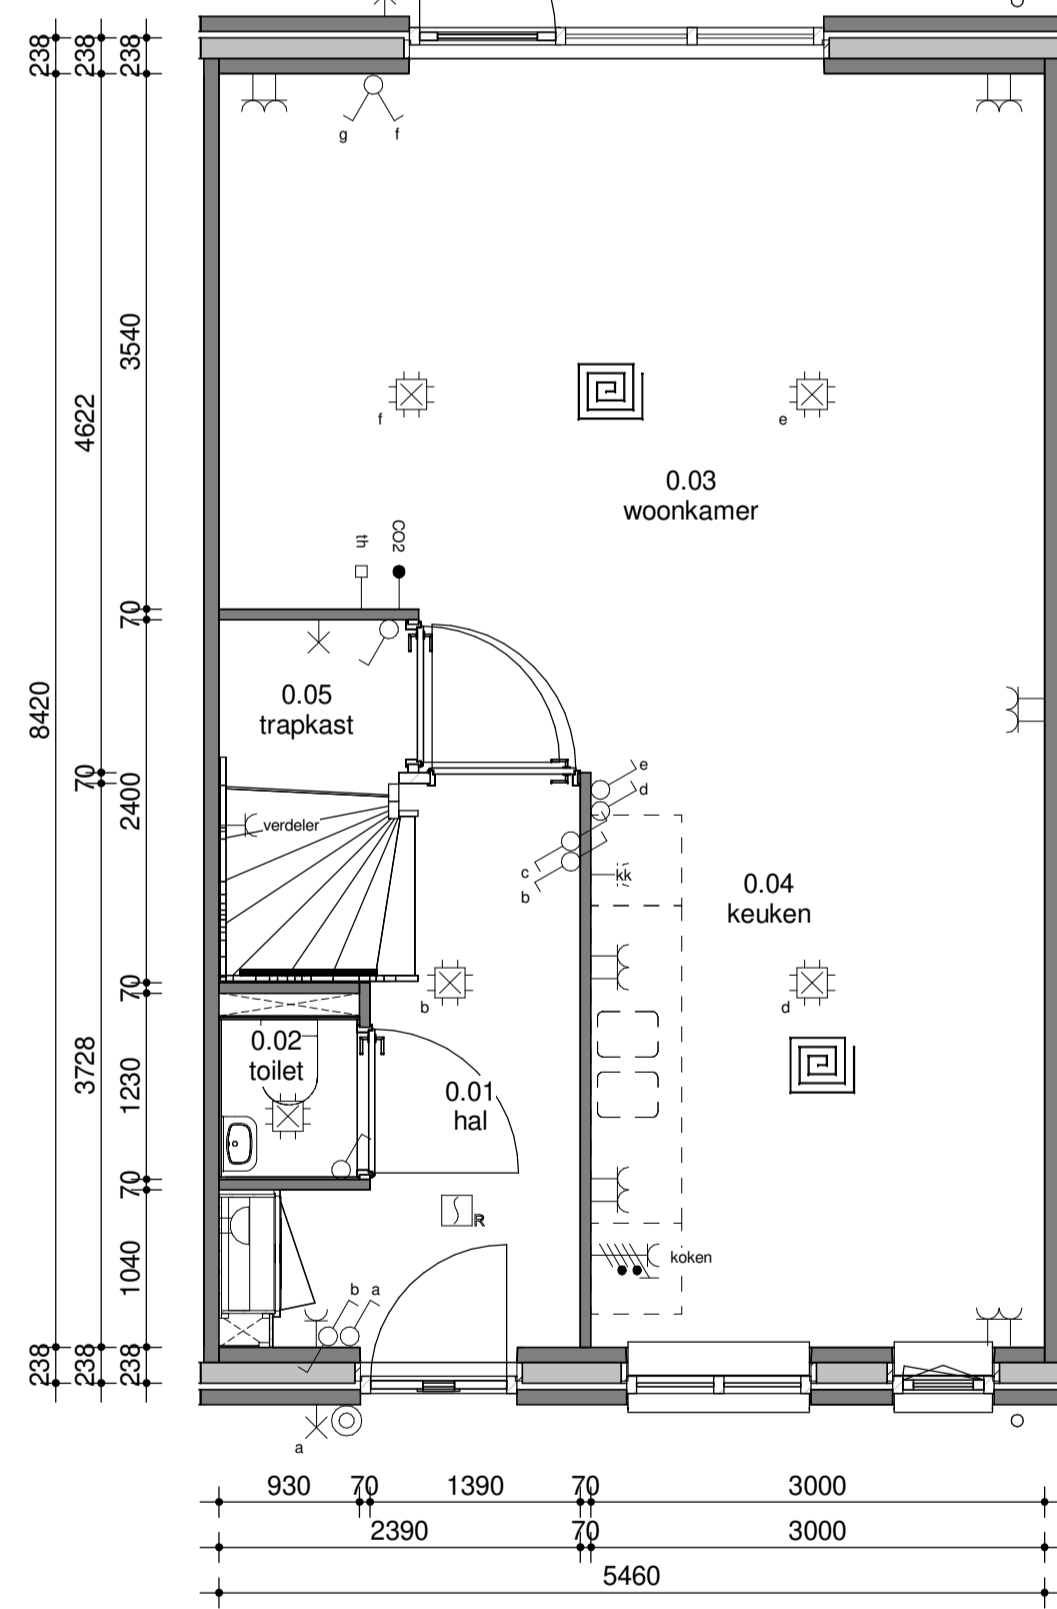 238
238
238
g
f
3540
4622
f
e
0.03
woonkamer
th
CO2
70
0.05
trapkast
8420
70
2400
e
d
verdeler
c
b
kk
0.04
keuken
70
b
d
0.02
toilet
3728
1230
0.01
hal
70
R
1040
koken
b
a
238
238
238
a
930
70
1390
70
3000
2390
70
3000
5460